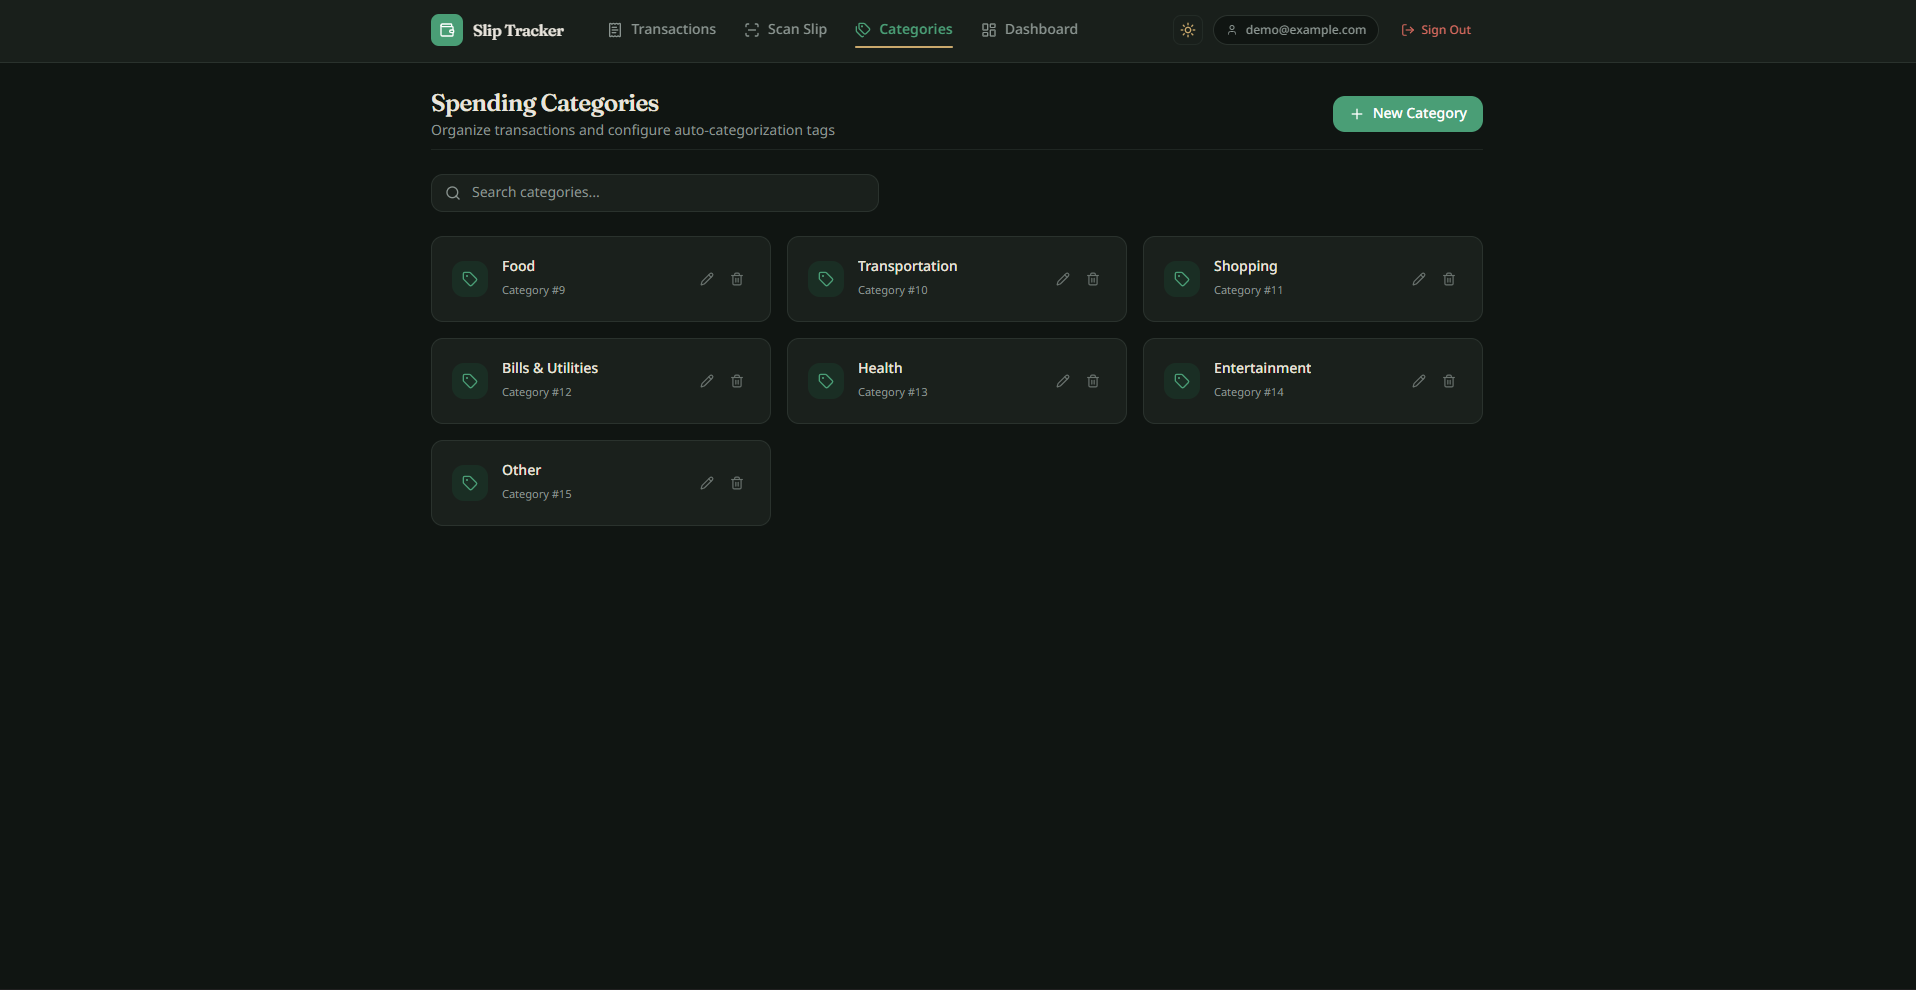 Slip Tracker
Transactions
Scan Slip
Categories
Dashboard
demo@example.com
Sign Out
Spending Categories
Organize transactions and configure auto-categorization tags
New Category
Search categories...
Food
Category #9
Transportation
Category #10
Shopping
Category #11
Bills & Utilities
Category #12
Health
Category #13
Entertainment
Category #14
Other
Category #15